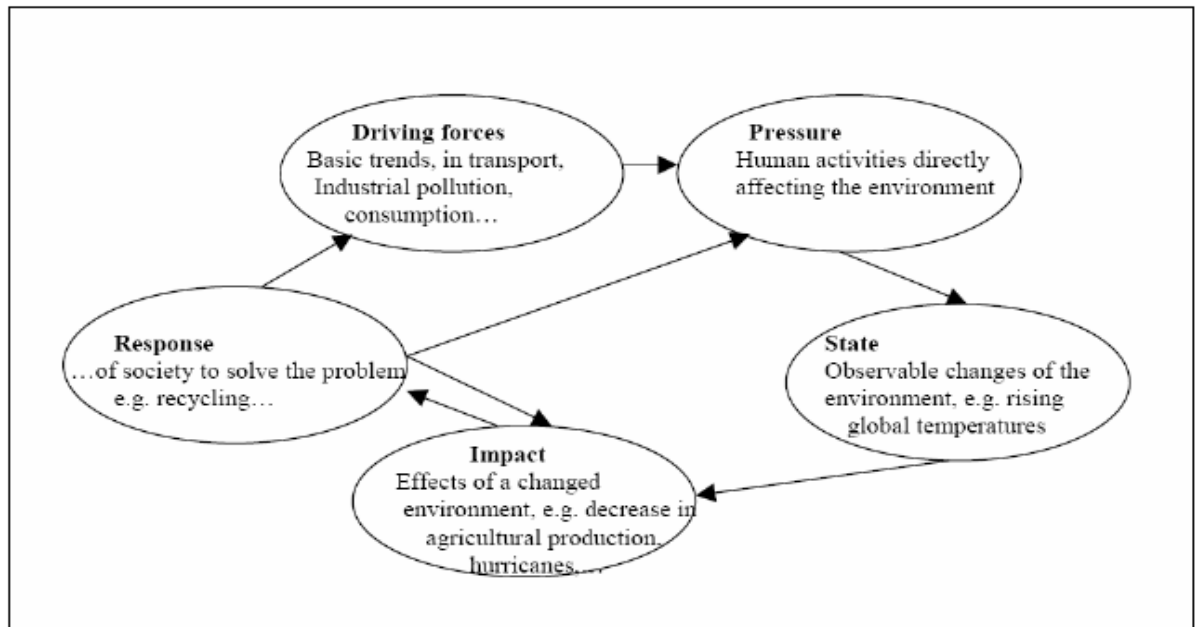 Driving forces
Basic trends, in transport,
Industrial pollution,
consumption…
Pressure
Human activities directly
affecting the environment
Response
…of society to solve the problem
e.g. recycling…
State
Observable changes of the
environment, e.g. rising
global temperatures
Impact
Effects of a changed
environment, e.g. decrease in
agricultural production,
hurricanes,…